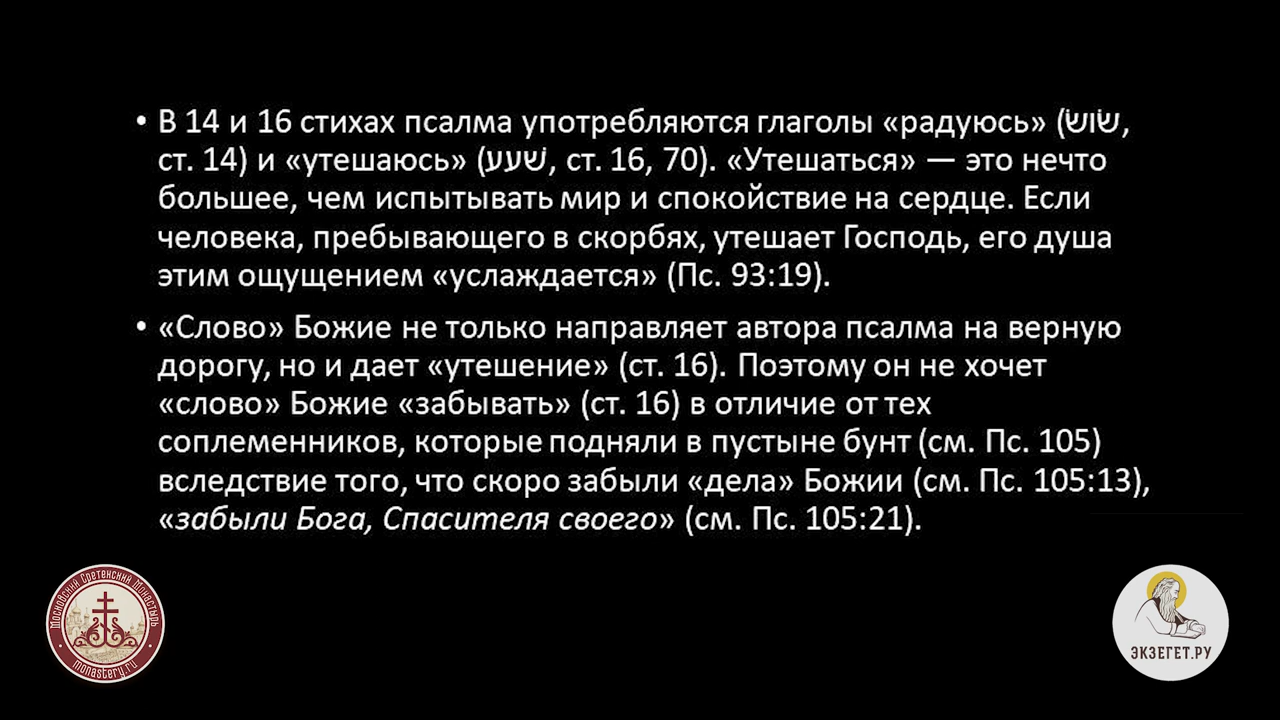 • В 14 и 16 стихах псалма употребляются глаголы «радуюсь» (שׂוּשׂ,
ст. 14) и «утешаюсь» (שׁעע, ст. 16, 70). «Утешаться» — это нечто
большее, чем испытывать мир и спокойствие на сердце. Если
человека, пребывающего в скорбях, утешает Господь, его душа
этим ощущением «услаждается» (Пс. 93:19).
• «Слово» Божие не только направляет автора псалма на верную
дорогу, но и дает «утешение» (ст. 16). Поэтому он не хочет
«слово» Божие «забывать» (ст. 16) в отличие от тех
соплеменников, которые подняли в пустыне бунт (см. Пс. 105)
вследствие того, что скоро забыли «дела» Божии (см. Пс. 105:13),
«забыли Бога, Спасителя своего» (см. Пс. 105:21).
Московский Сретенский Монастырь
monastery.ru
ЭКЗЕГЕТ.РУ